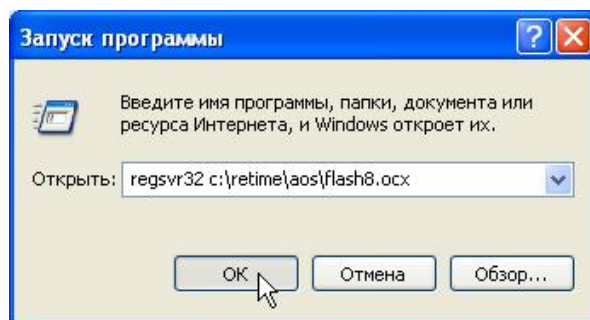 Запуск программы
Введите имя программы, папки, документа или
ресурса Интернета, и Windows откроет их.
Открыть: regsvr32 c:\retime\aos\flash8.ocx
ОК Отмена Обзор...